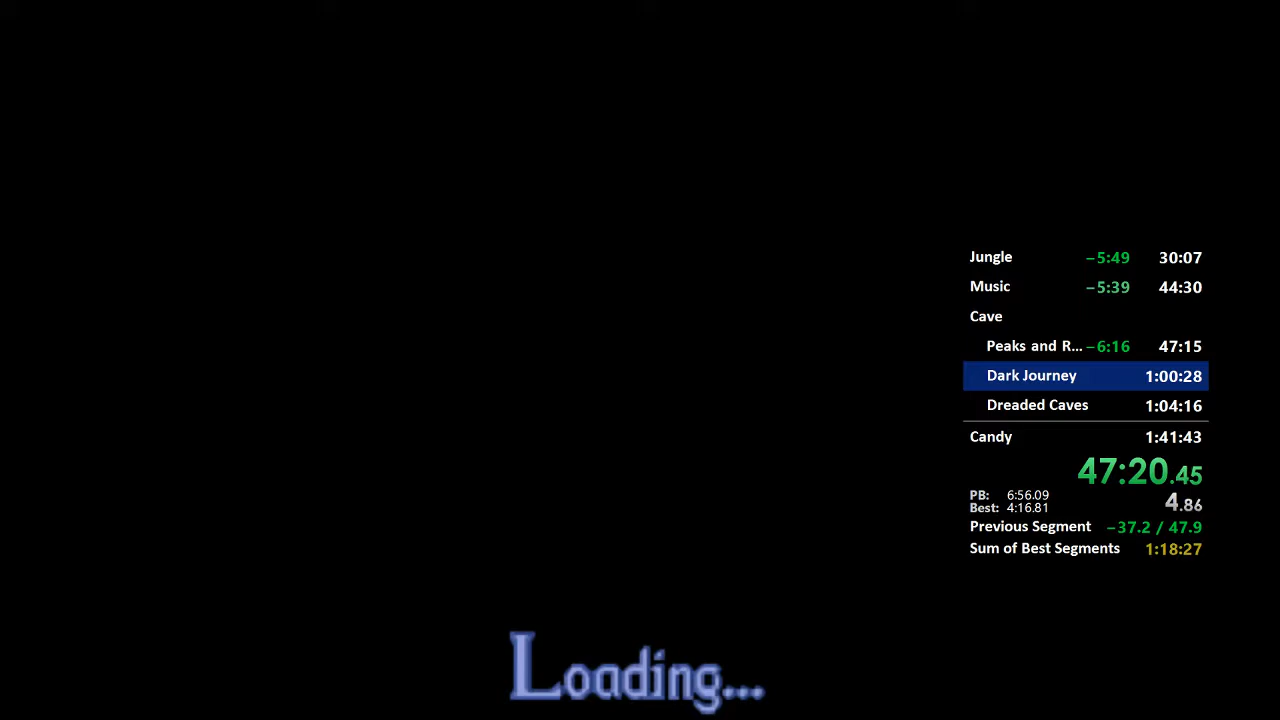 Jungle −5:49 30:07
Music −5:39 44:30
Cave
Peaks and R... −6:16 47:15
Dark Journey 1:00:28
Dreaded Caves 1:04:16
Candy 1:41:43
47:20.45
PB: 6:56.09
Best: 4:16.81
4.86
Previous Segment −37.2 / 47.9
Sum of Best Segments 1:18:27
Loading...